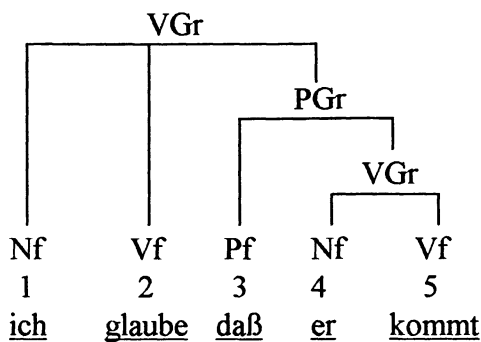 VGr
PGr
VGr
Nf Vf Pf Nf Vf
1 2 3 4 5
ich glaube daß er kommt